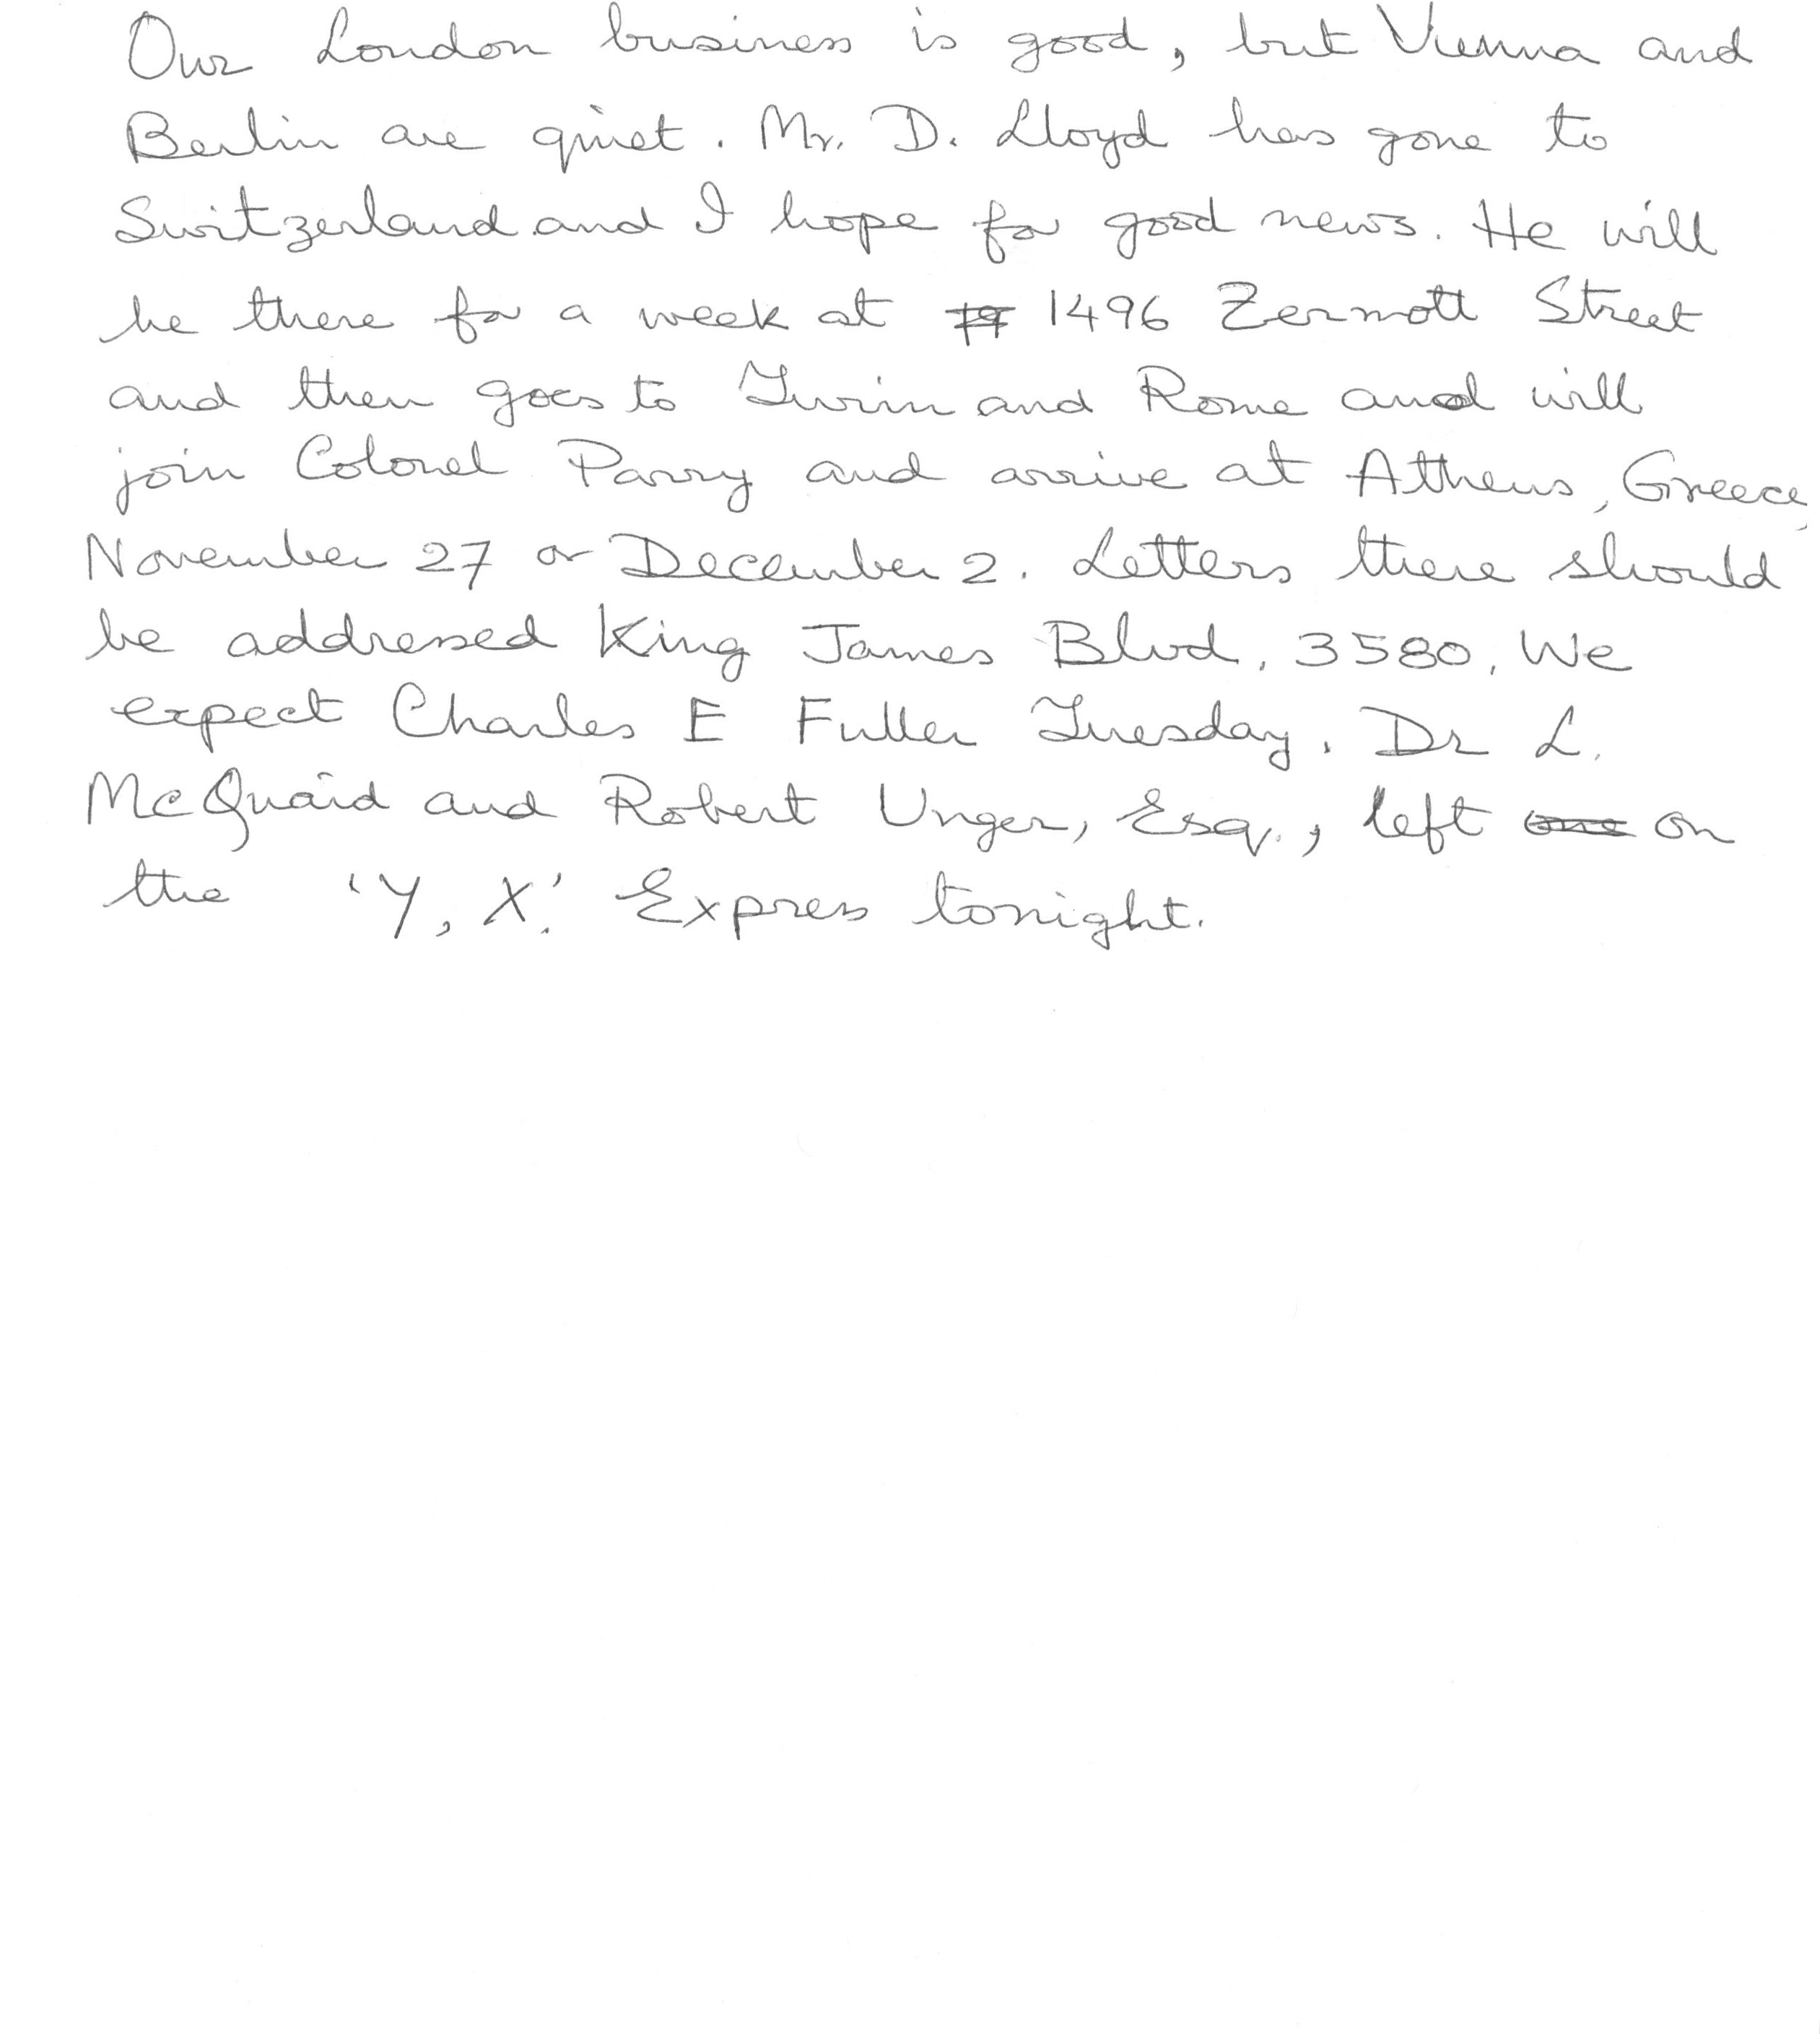 Our London business is good, but Vienna and
Berlin are quiet. Mr. D. Lloyd has gone to
Switzerland and I hope for good news. He will
be there for a week at 1496 Zermott Street
and then goes to Turin and Rome and will
join Colonel Parry and arrive at Athens, Greece,
November 27 or December 2. Letters there should
be addressed King James Blvd. 3580. We
expect Charles E Fuller Tuesday. Dr L.
McQuaid and Robert Unger, Esq., left on
the 'Y, X.' Express tonight.